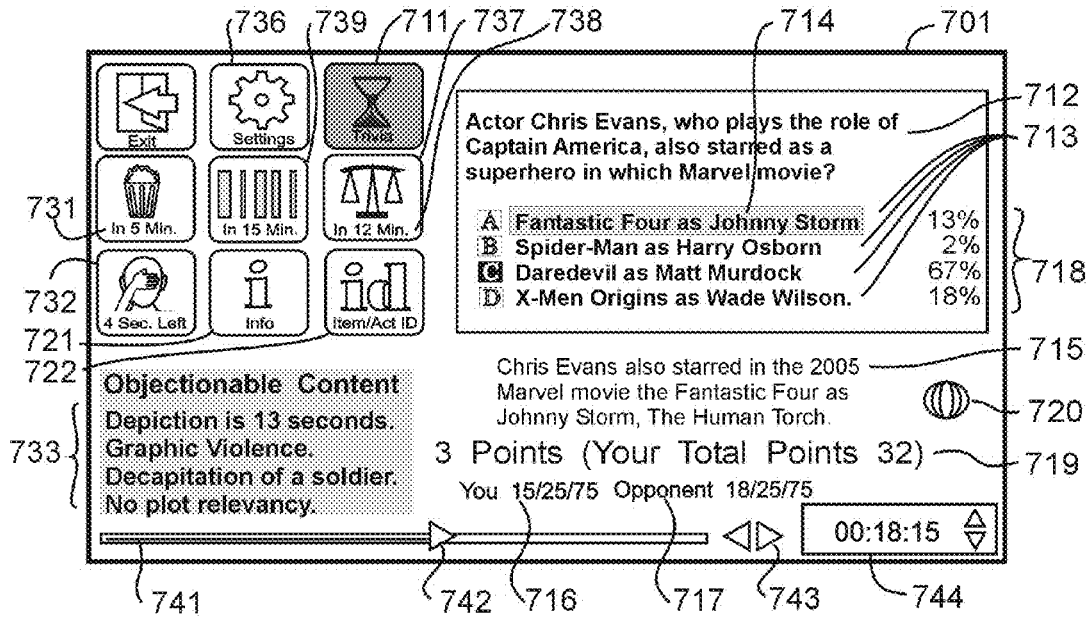 736 739 711 737 738 714 701
Exit Settings Trivia
Actor Chris Evans, who plays the role of
Captain America, also starred as a
superhero in which Marvel movie?
712
713
A Fantastic Four as Johnny Storm 13%
B Spider-Man as Harry Osborn 2%
C Daredevil as Matt Murdock 67%
D X-Men Origins as Wade Wilson. 18%
718
731
In 5 Min. In 15 Min. In 12 Min.
732
4 Sec. Left
i
Info
id
Item/Act ID
721
722
Objectionable Content
Depiction is 13 seconds.
Graphic Violence.
Decapitation of a soldier.
No plot relevancy.
733
Chris Evans also starred in the 2005
Marvel movie the Fantastic Four as
Johnny Storm, The Human Torch.
715
720
3 Points (Your Total Points 32)
719
You 15/25/75 Opponent 18/25/75
00:18:15
741 742 716 717 743 744